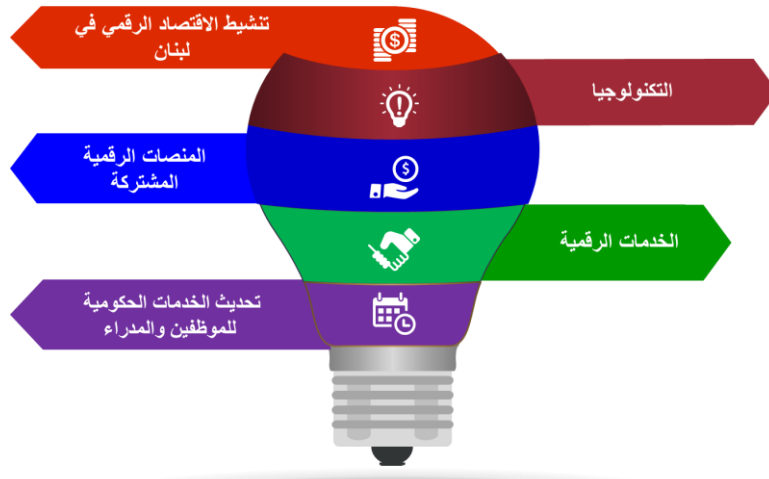 تنشيط الاقتصاد الرقمي في
لبنان
التكنولوجيا
المنصات الرقمية
المشتركة
الخدمات الرقمية
تحديث الخدمات الحكومية
للموظفين والمدراء